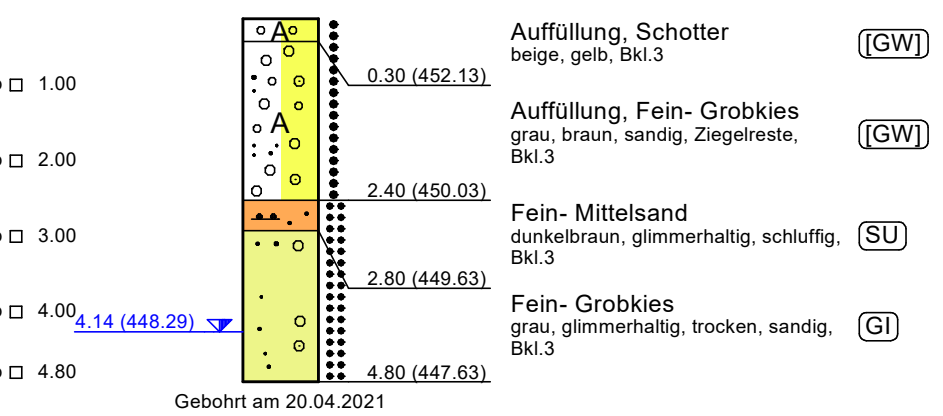 A
Auffüllung, Schotter
beige, gelb, Bkl.3
[GW]
0.30 (452.13)
1.00
Auffüllung, Fein- Grobkies
grau, braun, sandig, Ziegelreste,
Bkl.3
[GW]
A
2.00
2.40 (450.03)
Fein- Mittelsand
dunkelbraun, glimmerhaltig, schluffig,
Bkl.3
SU
3.00
2.80 (449.63)
Fein- Grobkies
grau, glimmerhaltig, trocken, sandig,
Bkl.3
GI
4.00
4.14 (448.29)
4.80
4.80 (447.63)
Gebohrt am 20.04.2021